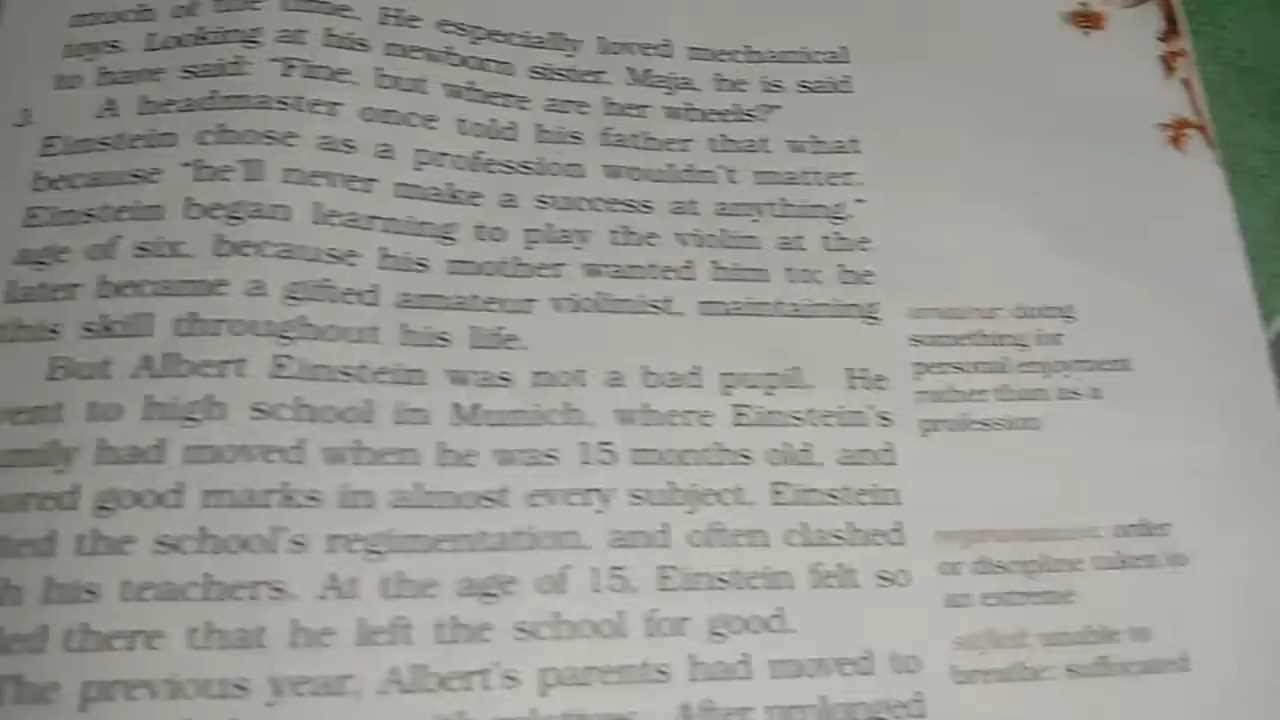 much of the time. He especially loved mechanical
toys. Looking at his newborn sister, Maja, he is said
to have said: "Fine, but where are her wheels?"
3. A headmaster once told his father that what
Einstein chose as a profession wouldn't matter,
because "he'll never make a success at anything."
Einstein began learning to play the violin at the
age of six, because his mother wanted him to; he
later became a gifted amateur violinist, maintaining
this skill throughout his life.
But Albert Einstein was not a bad pupil. He
went to high school in Munich, where Einstein's
had moved when he was 15 months old, and
good marks in almost every subject. Einstein
the school's regimentation, and often clashed
his teachers. At the age of 15, Einstein felt so
there that he left the school for good.
The previous year, Albert's parents had moved to
After prolonged
amateur: doing
something for
personal enjoyment
rather than as a
profession
regimentation: order
or discipline taken to
an extreme
stifled: unable to
breathe; suffocated